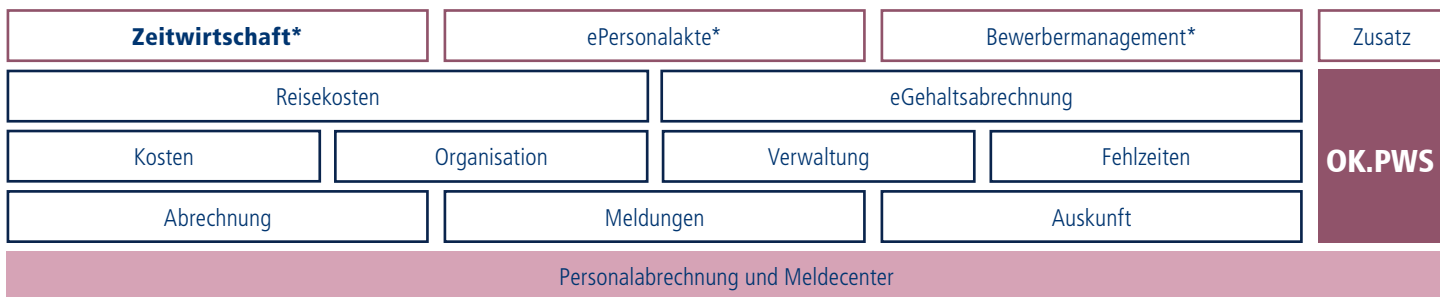 Zeitwirtschaft* ePersonalakte* Bewerbermanagement* Zusatz
Reisekosten eGehaltsabrechnung
Kosten Organisation Verwaltung Fehlzeiten OK.PWS
Abrechnung Meldungen Auskunft
Personalabrechnung und Meldecenter